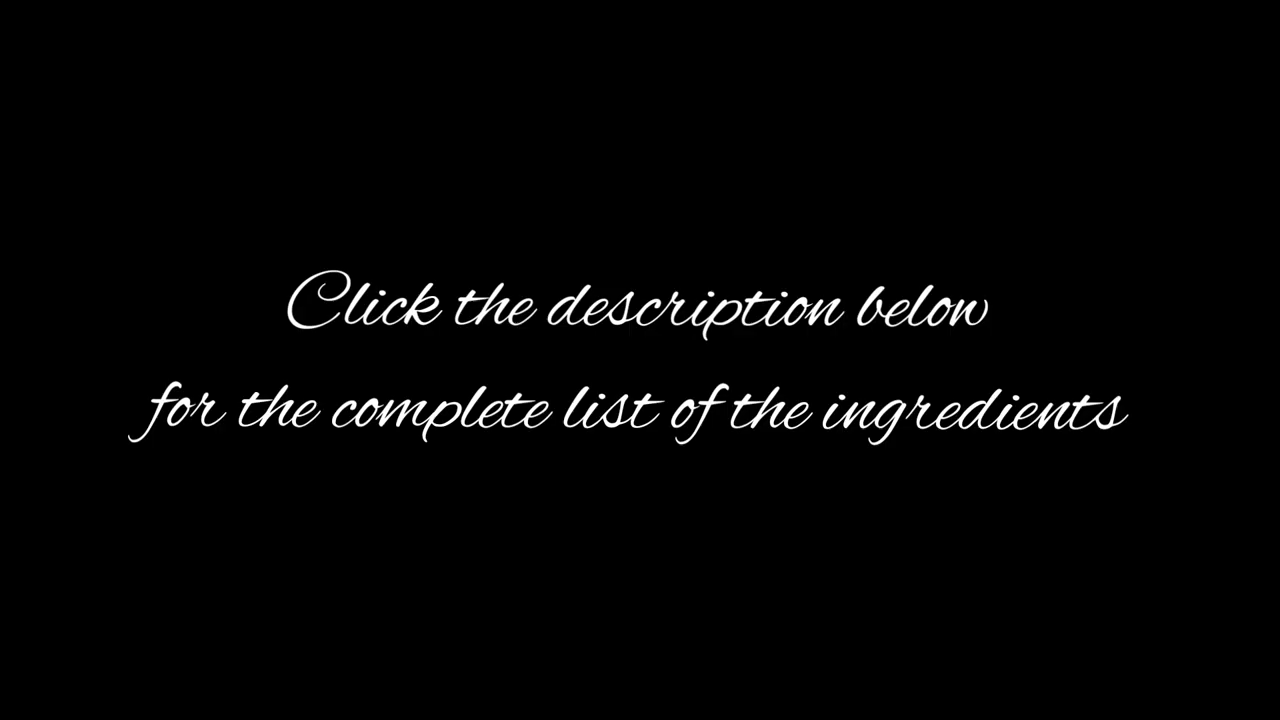 Click the description below
for the complete list of the ingredients